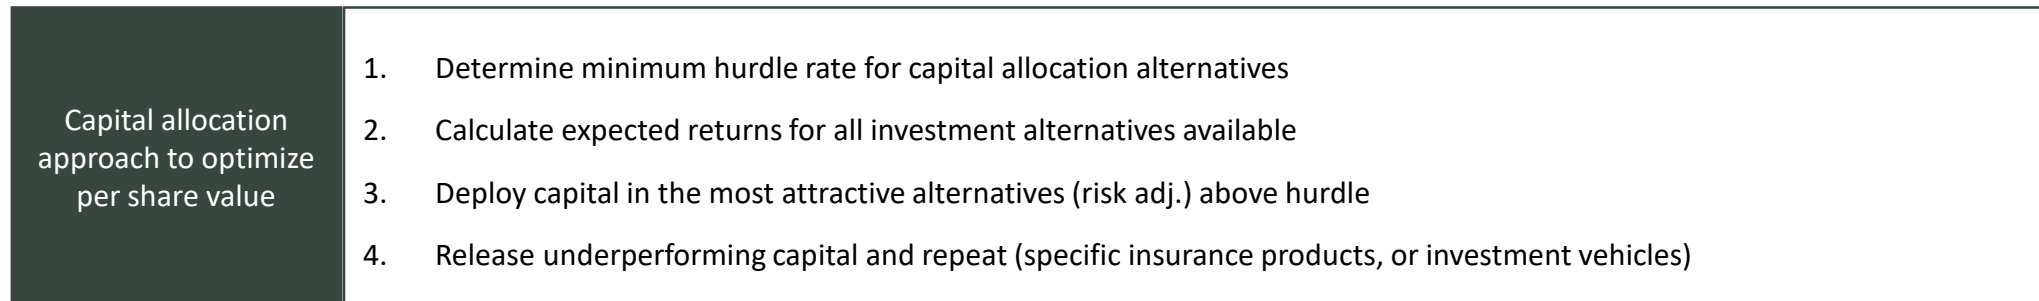 Capital allocation
approach to optimize
per share value
1. Determine minimum hurdle rate for capital allocation alternatives
2. Calculate expected returns for all investment alternatives available
3. Deploy capital in the most attractive alternatives (risk adj.) above hurdle
4. Release underperforming capital and repeat (specific insurance products, or investment vehicles)